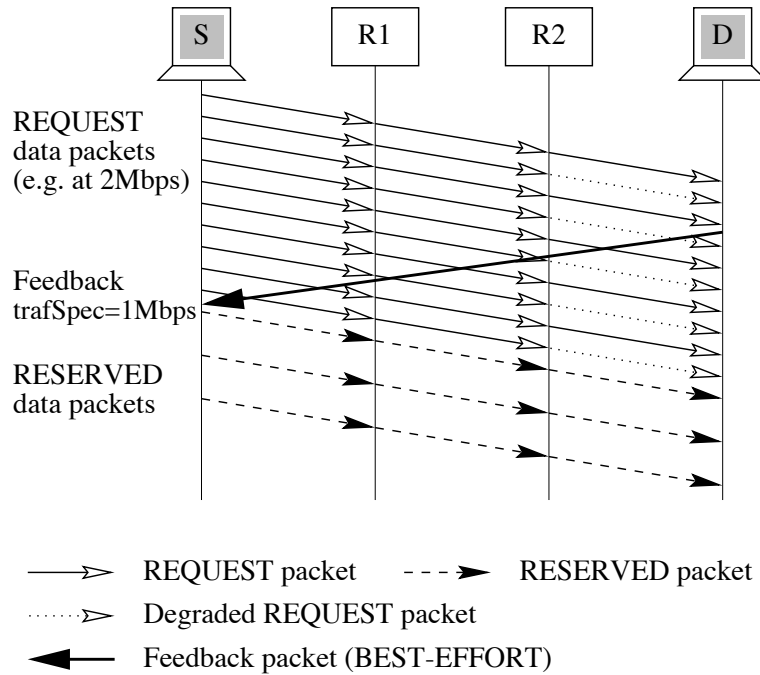 S R1 R2 D
REQUEST
data packets
(e.g. at 2Mbps)
Feedback
trafSpec=1Mbps
RESERVED
data packets
REQUEST packet RESERVED packet
Degraded REQUEST packet
Feedback packet (BEST-EFFORT)